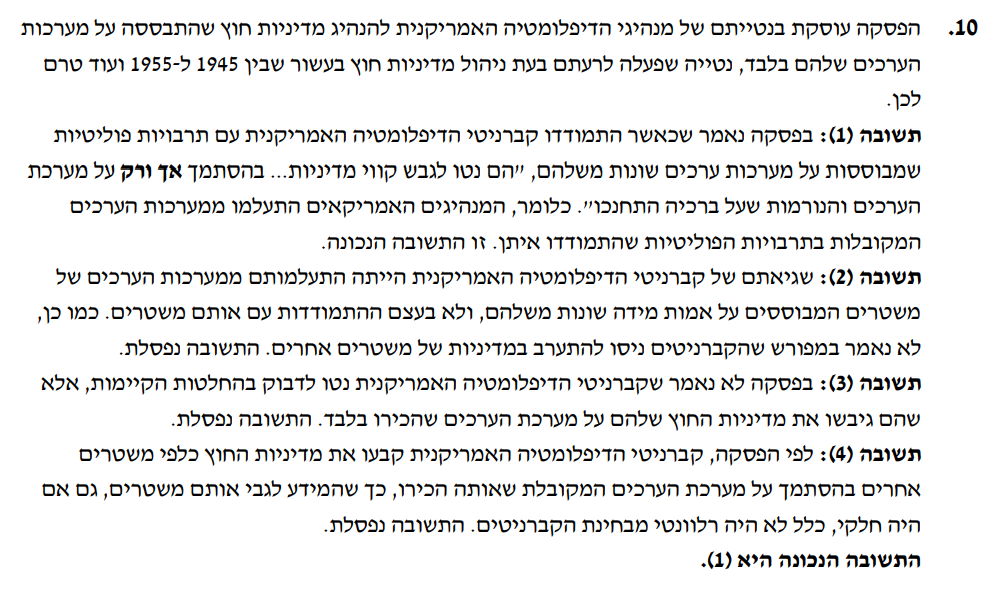 10. הפסקה עוסקת בנטייתם של מנהיגי הדיפלומטיה האמריקנית להנהיג מדיניות חוץ שהתבססה על מערכות
הערכים שלהם בלבד, נטייה שפעלה לרעתם בעת ניהול מדיניות חוץ בעשור שבין 1945 ל-1955 ועוד טרם
לכן.
תשובה (1): בפסקה נאמר שכאשר התמודדו קברניטי הדיפלומטיה האמריקנית עם תרבויות פוליטיות
שמבוססות על מערכות ערכים שונות משלהם, "הם נטו לגבש קווי מדיניות... בהסתמך אך ורק על מערכת
הערכים והנורמות שעל ברכיה התחנכו". כלומר, המנהיגים האמריקאים התעלמו ממערכות הערכים
המקובלות בתרבויות הפוליטיות שהתמודדו איתן. זו התשובה הנכונה.
תשובה (2): שגיאתם של קברניטי הדיפלומטיה האמריקנית הייתה התעלמותם ממערכות הערכים של
משטרים המבוססים על אמות מידה שונות משלהם, ולא בעצם ההתמודדות עם אותם משטרים. כמו כן,
לא נאמר במפורש שהקברניטים ניסו להתערב במדיניות של משטרים אחרים. התשובה נפסלת.
תשובה (3): בפסקה לא נאמר שקברניטי הדיפלומטיה האמריקנית נטו לדבוק בהחלטות הקיימות, אלא
שהם גיבשו את מדיניות החוץ שלהם על מערכת הערכים שהכירו בלבד. התשובה נפסלת.
תשובה (4): לפי הפסקה, קברניטי הדיפלומטיה האמריקנית קבעו את מדיניות החוץ כלפי משטרים
אחרים בהסתמך על מערכת הערכים המקובלת שאותה הכירו, כך שהמידע לגבי אותם משטרים, גם אם
היה חלקי, כלל לא היה רלוונטי מבחינת הקברניטים. התשובה נפסלת.
התשובה הנכונה היא (1).